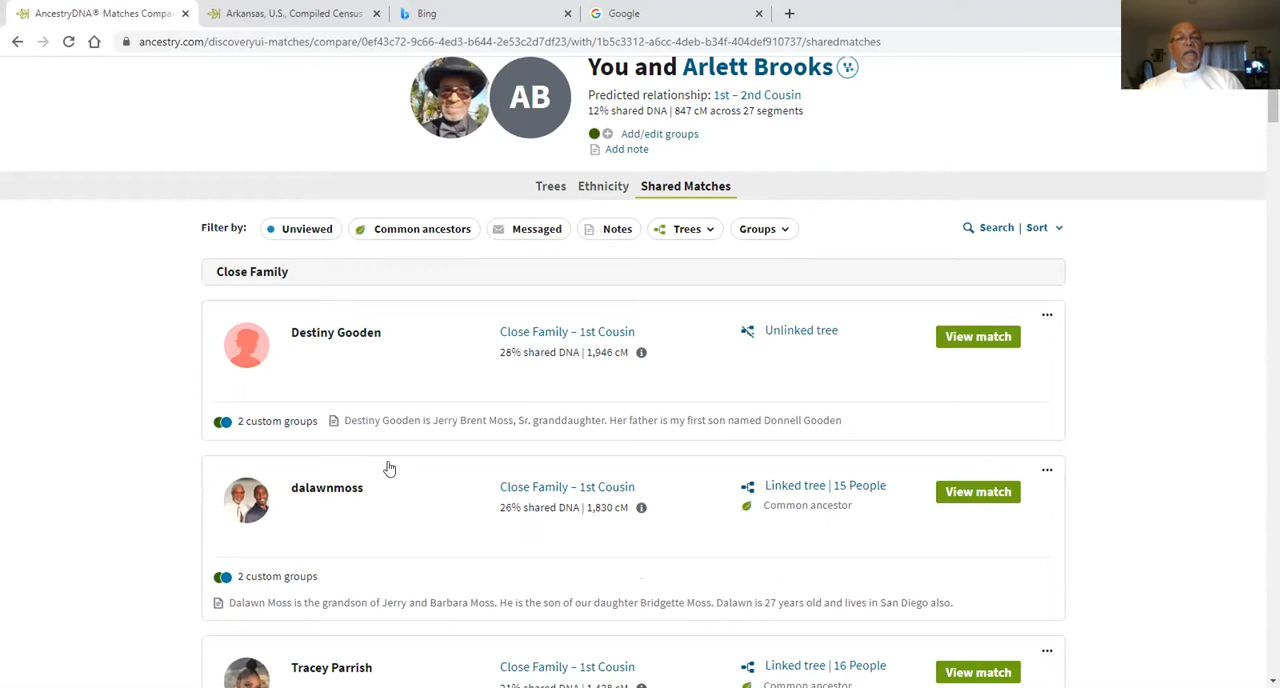 AncestryDNA® Matches Compa
Arkansas, U.S., Compiled Census
Bing
Google
ancestry.com/discoveryui-matches/compare/0ef43c72-9c66-4ed3-b644-2e53c2d7df23/with/1b5c3312-a6cc-4deb-b34f-404def910737/sharedmatches
AB
You and Arlett Brooks
Predicted relationship: 1st – 2nd Cousin
12% shared DNA | 847 cM across 27 segments
Add/edit groups
Add note
Trees Ethnicity Shared Matches
Filter by: Unviewed Common ancestors Messaged Notes Trees Groups Search | Sort
Close Family
Destiny Gooden Close Family – 1st Cousin Unlinked tree View match
28% shared DNA | 1,946 cM
2 custom groups Destiny Gooden is Jerry Brent Moss, Sr. granddaughter. Her father is my first son named Donnell Gooden
dalawnmoss Close Family – 1st Cousin Linked tree | 15 People View match
26% shared DNA | 1,830 cM Common ancestor
2 custom groups
Dalawn Moss is the grandson of Jerry and Barbara Moss. He is the son of our daughter Bridgette Moss. Dalawn is 27 years old and lives in San Diego also.
Tracey Parrish Close Family – 1st Cousin Linked tree | 16 People View match
shared DNA | cM Common ancestor